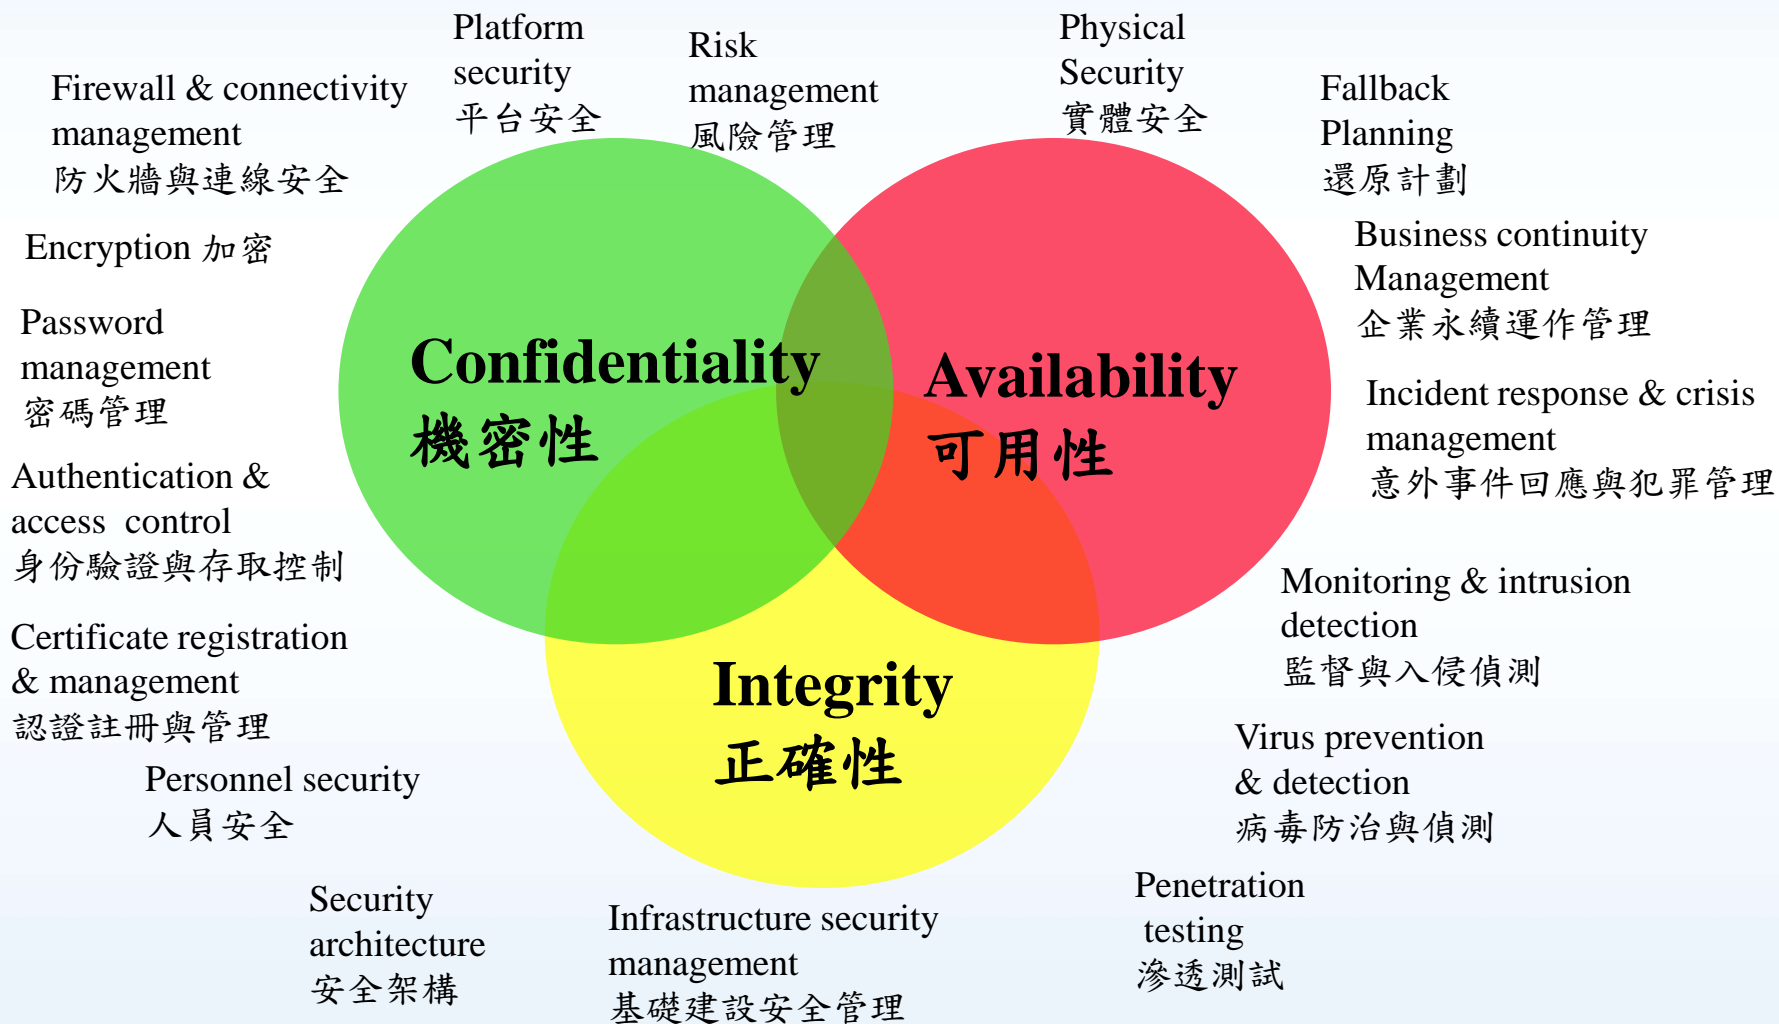 Platform
security
平台安全
Risk
management
風險管理
Physical
Security
實體安全
Firewall & connectivity
management
防火牆與連線安全
Fallback
Planning
還原計劃
Encryption 加密
Business continuity
Management
企業永續運作管理
Password
management
密碼管理
Confidentiality
機密性
Availability
可用性
Incident response & crisis
management
意外事件回應與犯罪管理
Authentication &
access control
身份驗證與存取控制
Monitoring & intrusion
detection
監督與入侵偵測
Certificate registration
& management
認證註冊與管理
Integrity
正確性
Virus prevention
& detection
病毒防治與偵測
Personnel security
人員安全
Security
architecture
安全架構
Infrastructure security
management
基礎建設安全管理
Penetration
testing
滲透測試